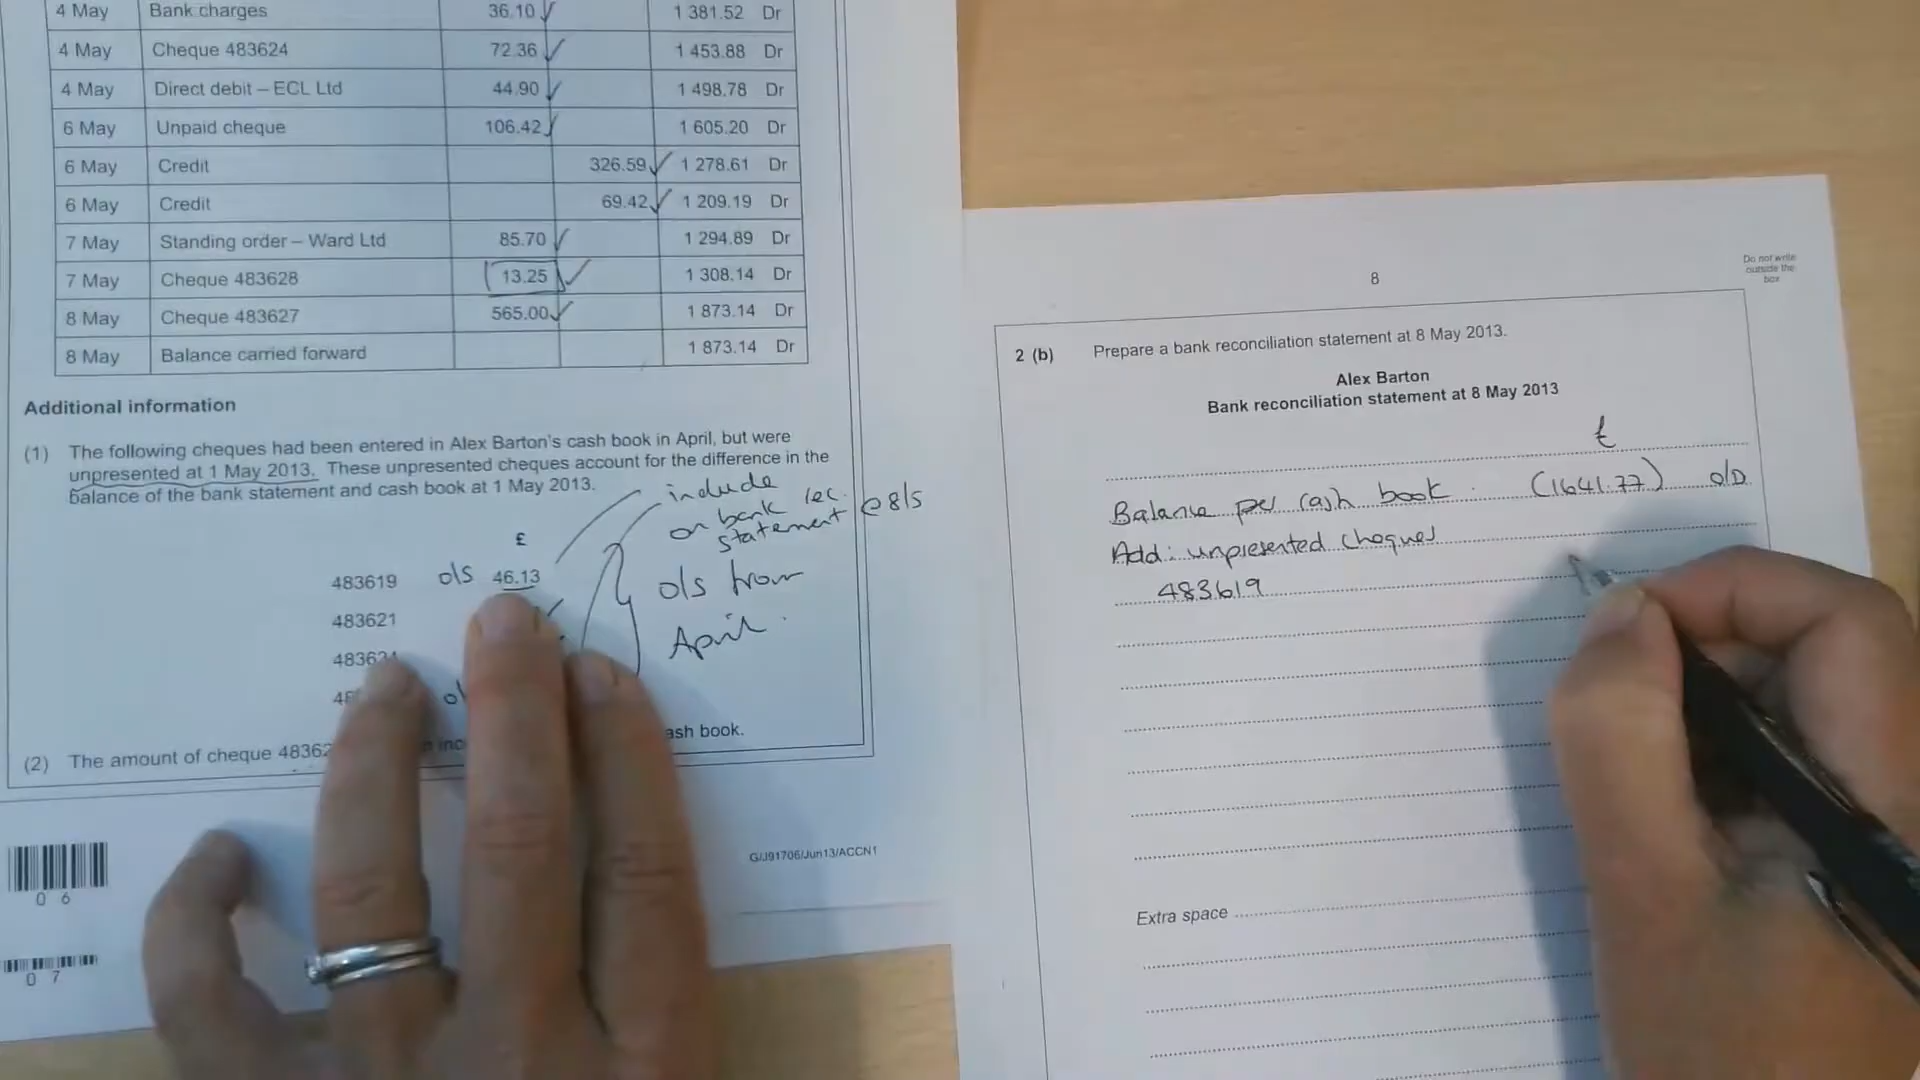 4 May Bank charges 36.10 1 381.52 Dr
4 May Cheque 483624 72.36 1 453.88 Dr
4 May Direct debit – ECL Ltd 44.90 1 498.78 Dr
6 May Unpaid cheque 106.42 1 605.20 Dr
6 May Credit 326.59 1 278.61 Dr
6 May Credit 69.42 1 209.19 Dr
7 May Standing order – Ward Ltd 85.70 1 294.89 Dr
7 May Cheque 483628 13.25 1 308.14 Dr
8 May Cheque 483627 565.00 1 873.14 Dr
8 May Balance carried forward 1 873.14 Dr
Additional information
(1) The following cheques had been entered in Alex Barton's cash book in April, but were
unpresented at 1 May 2013. These unpresented cheques account for the difference in the
balance of the bank statement and cash book at 1 May 2013.
include
on bank rec.
statement @ 8/5
£
483619 o/s 46.13
o/s from
April.
483621
(2) The amount of cheque
ash book.
G/J91706/Jun13/ACCN1
0 6
0 7
8
Do not write
outside the
box
2 (b) Prepare a bank reconciliation statement at 8 May 2013.
Alex Barton
Bank reconciliation statement at 8 May 2013
£
Balance per cash book. (1641.77) o/D
Add: unpresented cheques
483619
Extra space